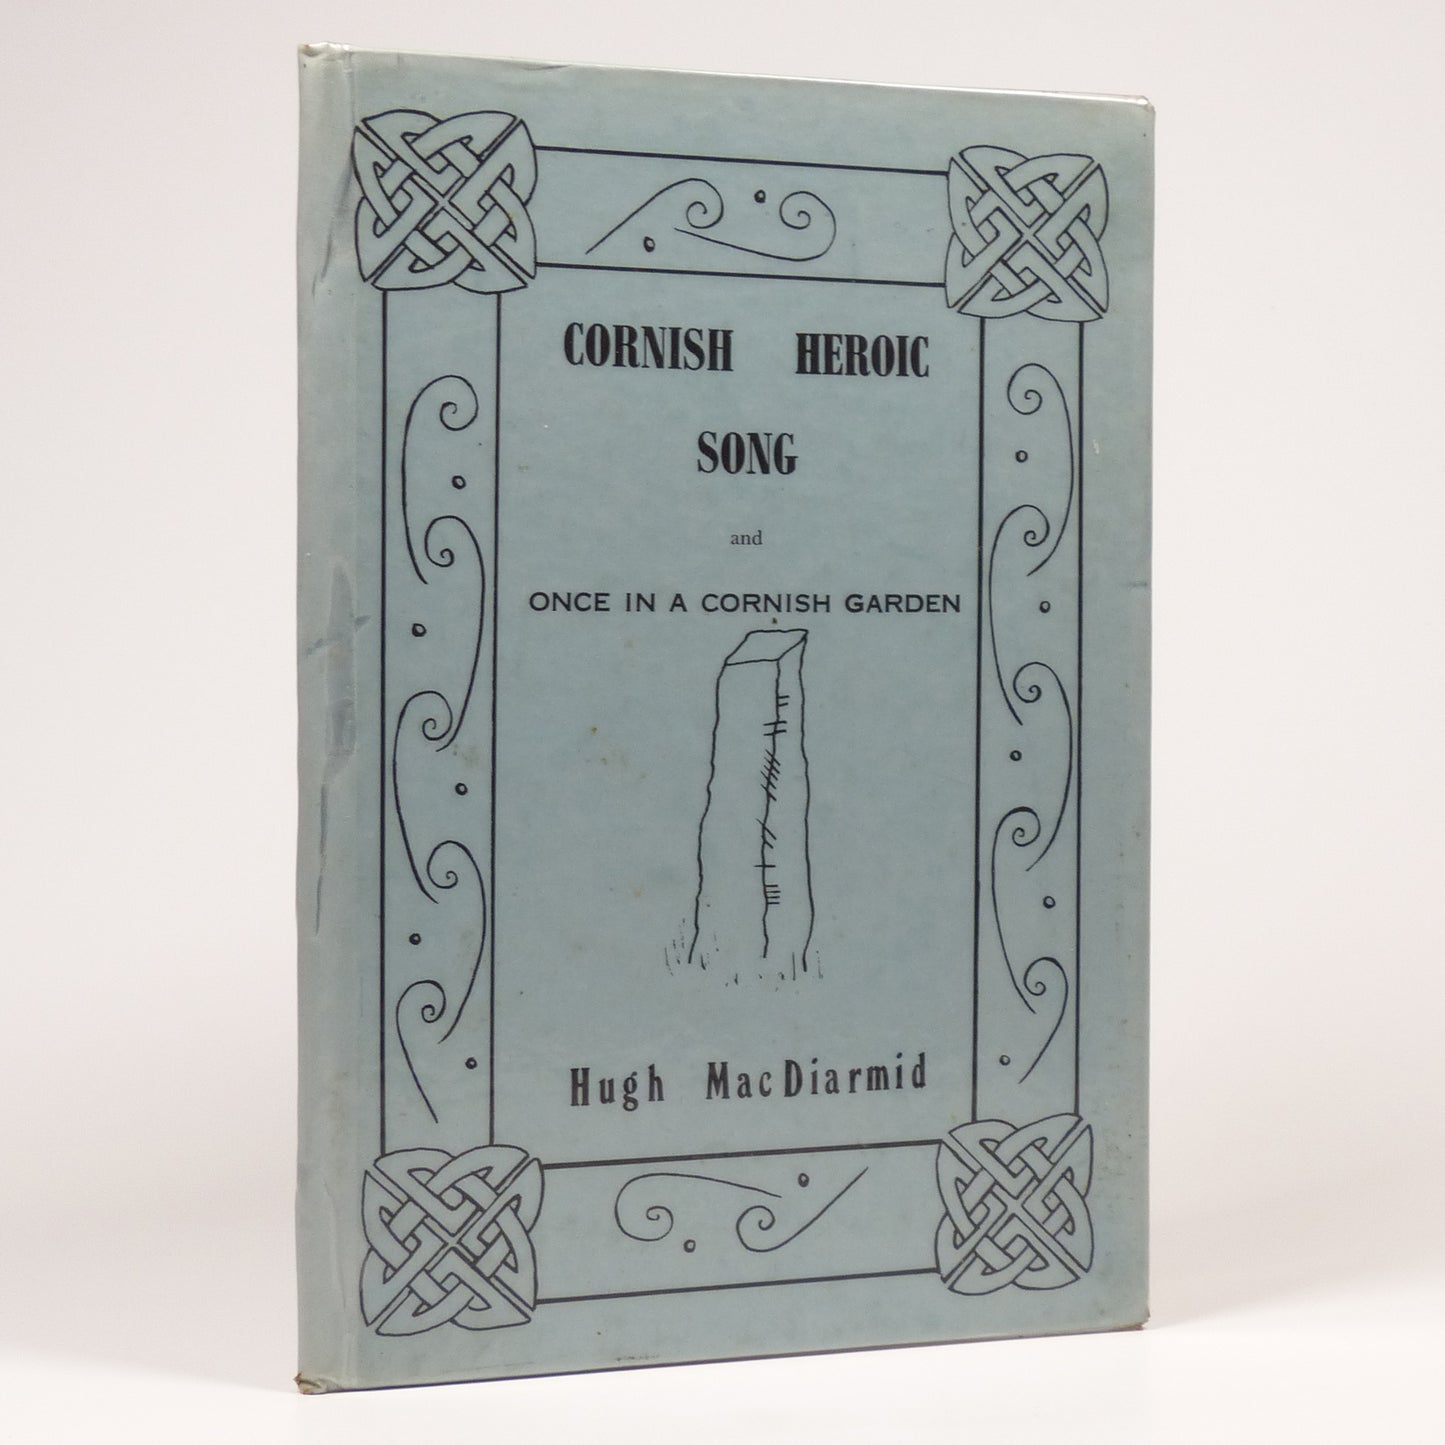 CORNISH HEROIC
SONG
and
ONCE IN A CORNISH GARDEN
Hugh MacDiarmid